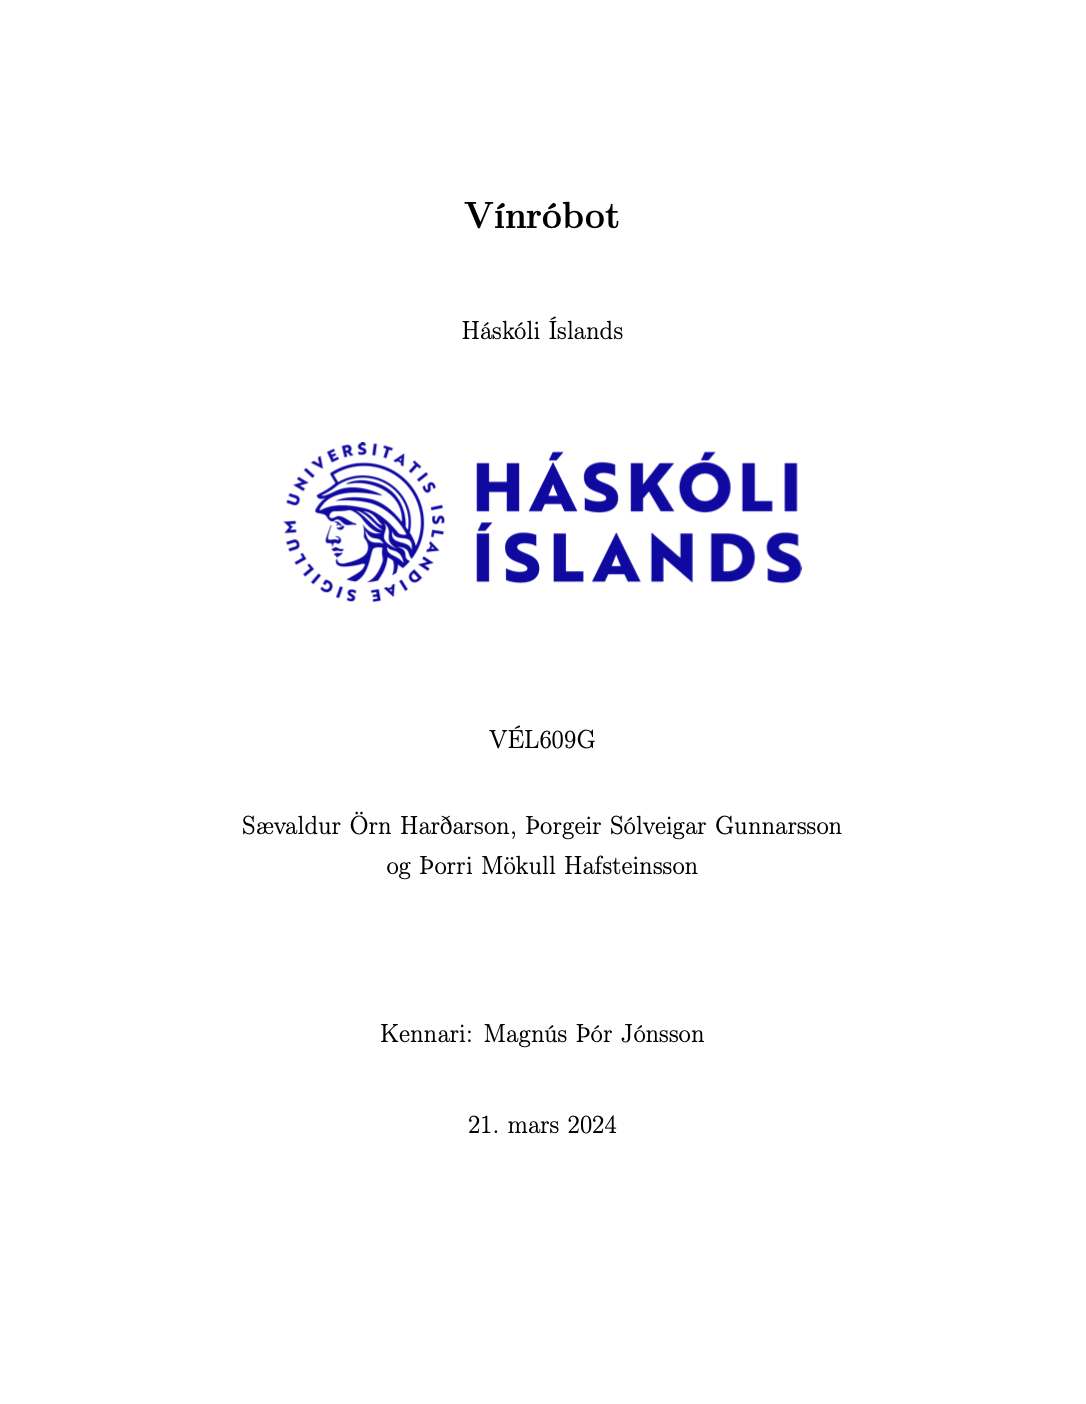 Vínróbot
Háskóli Íslands
UNIVERSITATIS ISLANDIAE SIGILLUM
HÁSKÓLI
ÍSLANDS
VÉL609G
Sævaldur Örn Harðarson, Þorgeir Sólveigar Gunnarsson
og Þorri Mökull Hafsteinsson
Kennari: Magnús Þór Jónsson
21. mars 2024